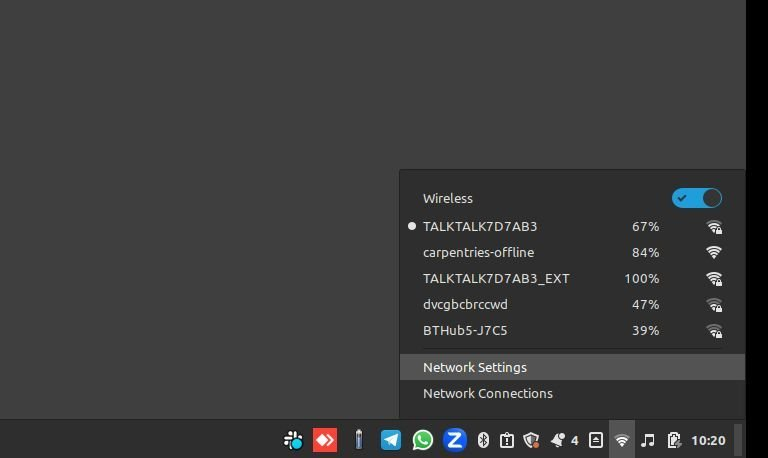 Wireless
TALKTALK7D7AB3 67%
carpentries-offline 84%
TALKTALK7D7AB3_EXT 100%
dvcgbcbrccwd 47%
BTHub5-J7C5 39%
Network Settings
Network Connections
4 10:20